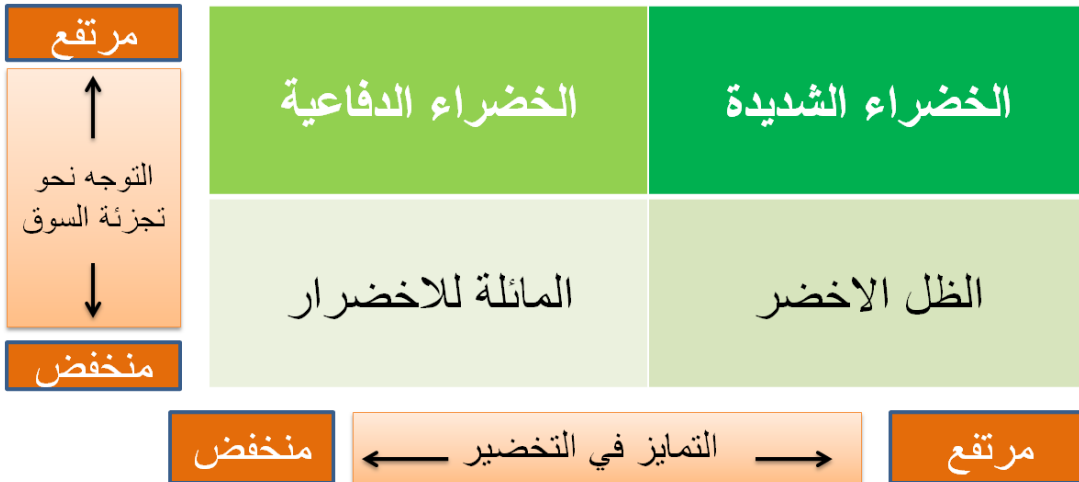 مرتفع
الخضراء الشديدة
الخضراء الدفاعية
التوجه نحو
تجزئة السوق
الظل الاخضر
المائلة للاخضرار
منخفض
مرتفع
التمايز في التخضير
منخفض